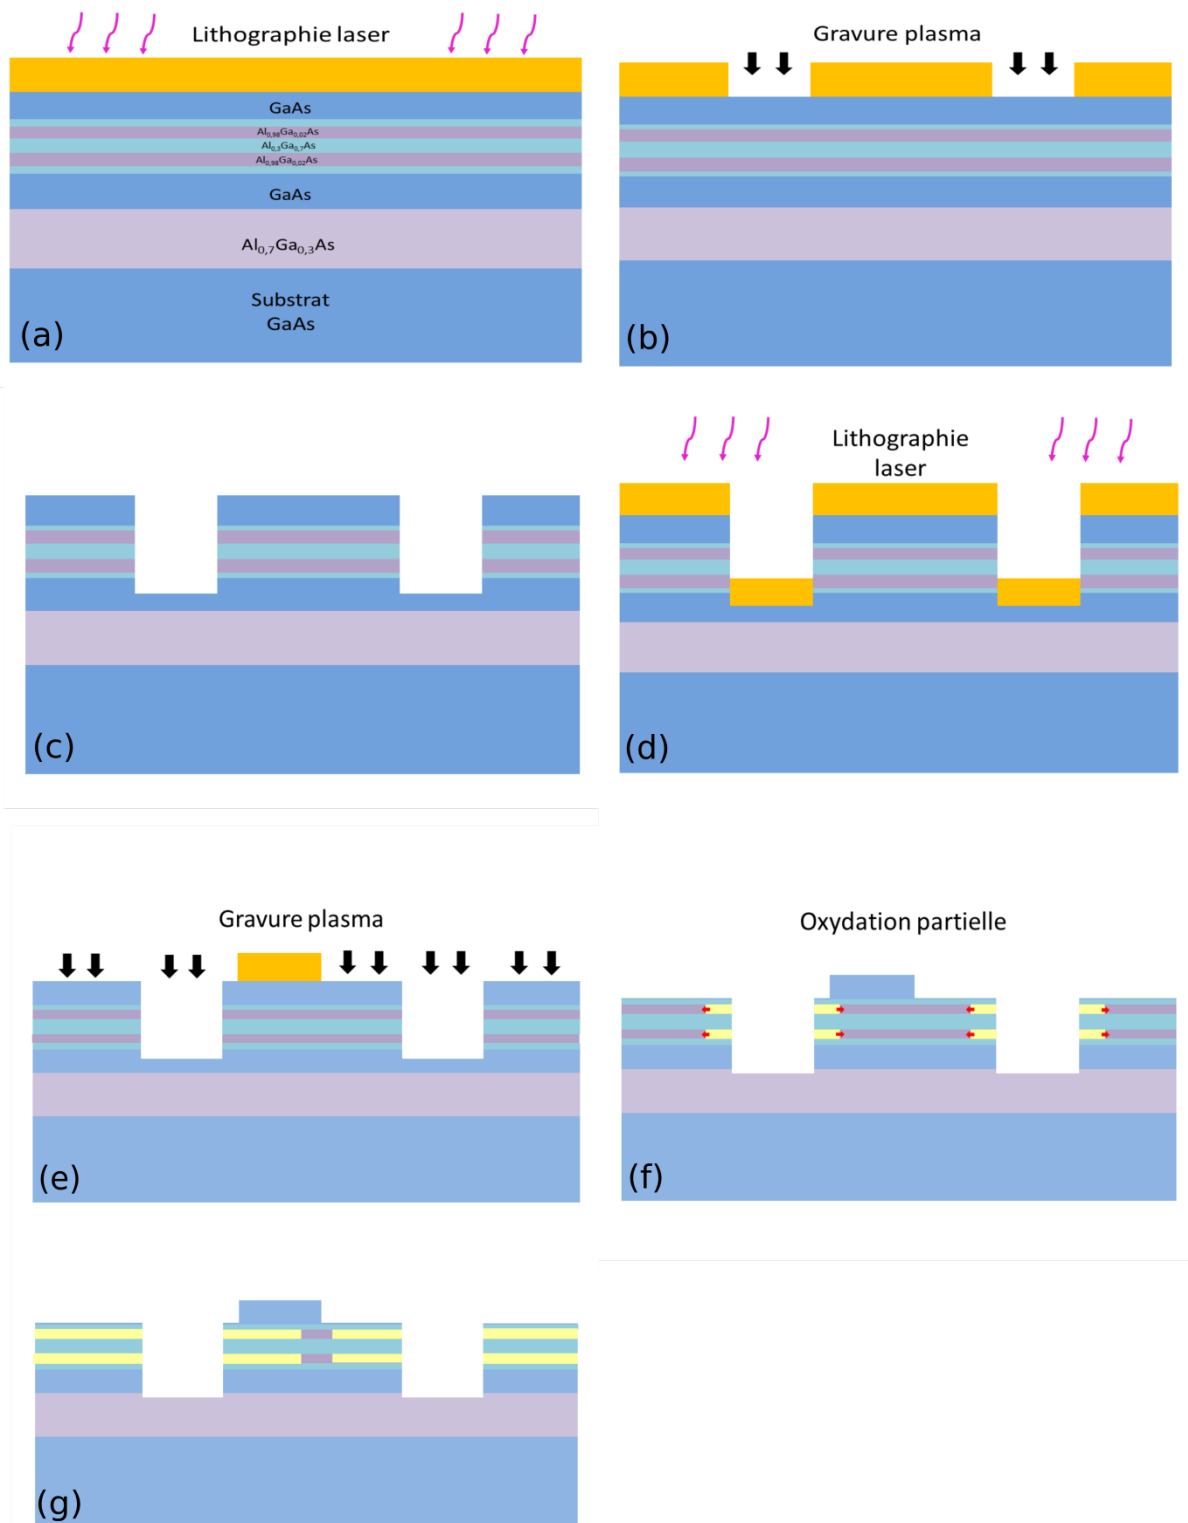 Lithographie laser
GaAs
Al0,98Ga0,02As
Al0,3Ga0,7As
Al0,98Ga0,02As
GaAs
Al0,7Ga0,3As
Substrat
GaAs
(a)
Gravure plasma
(b)
(c)
Lithographie
laser
(d)
Gravure plasma
(e)
Oxydation partielle
(f)
(g)